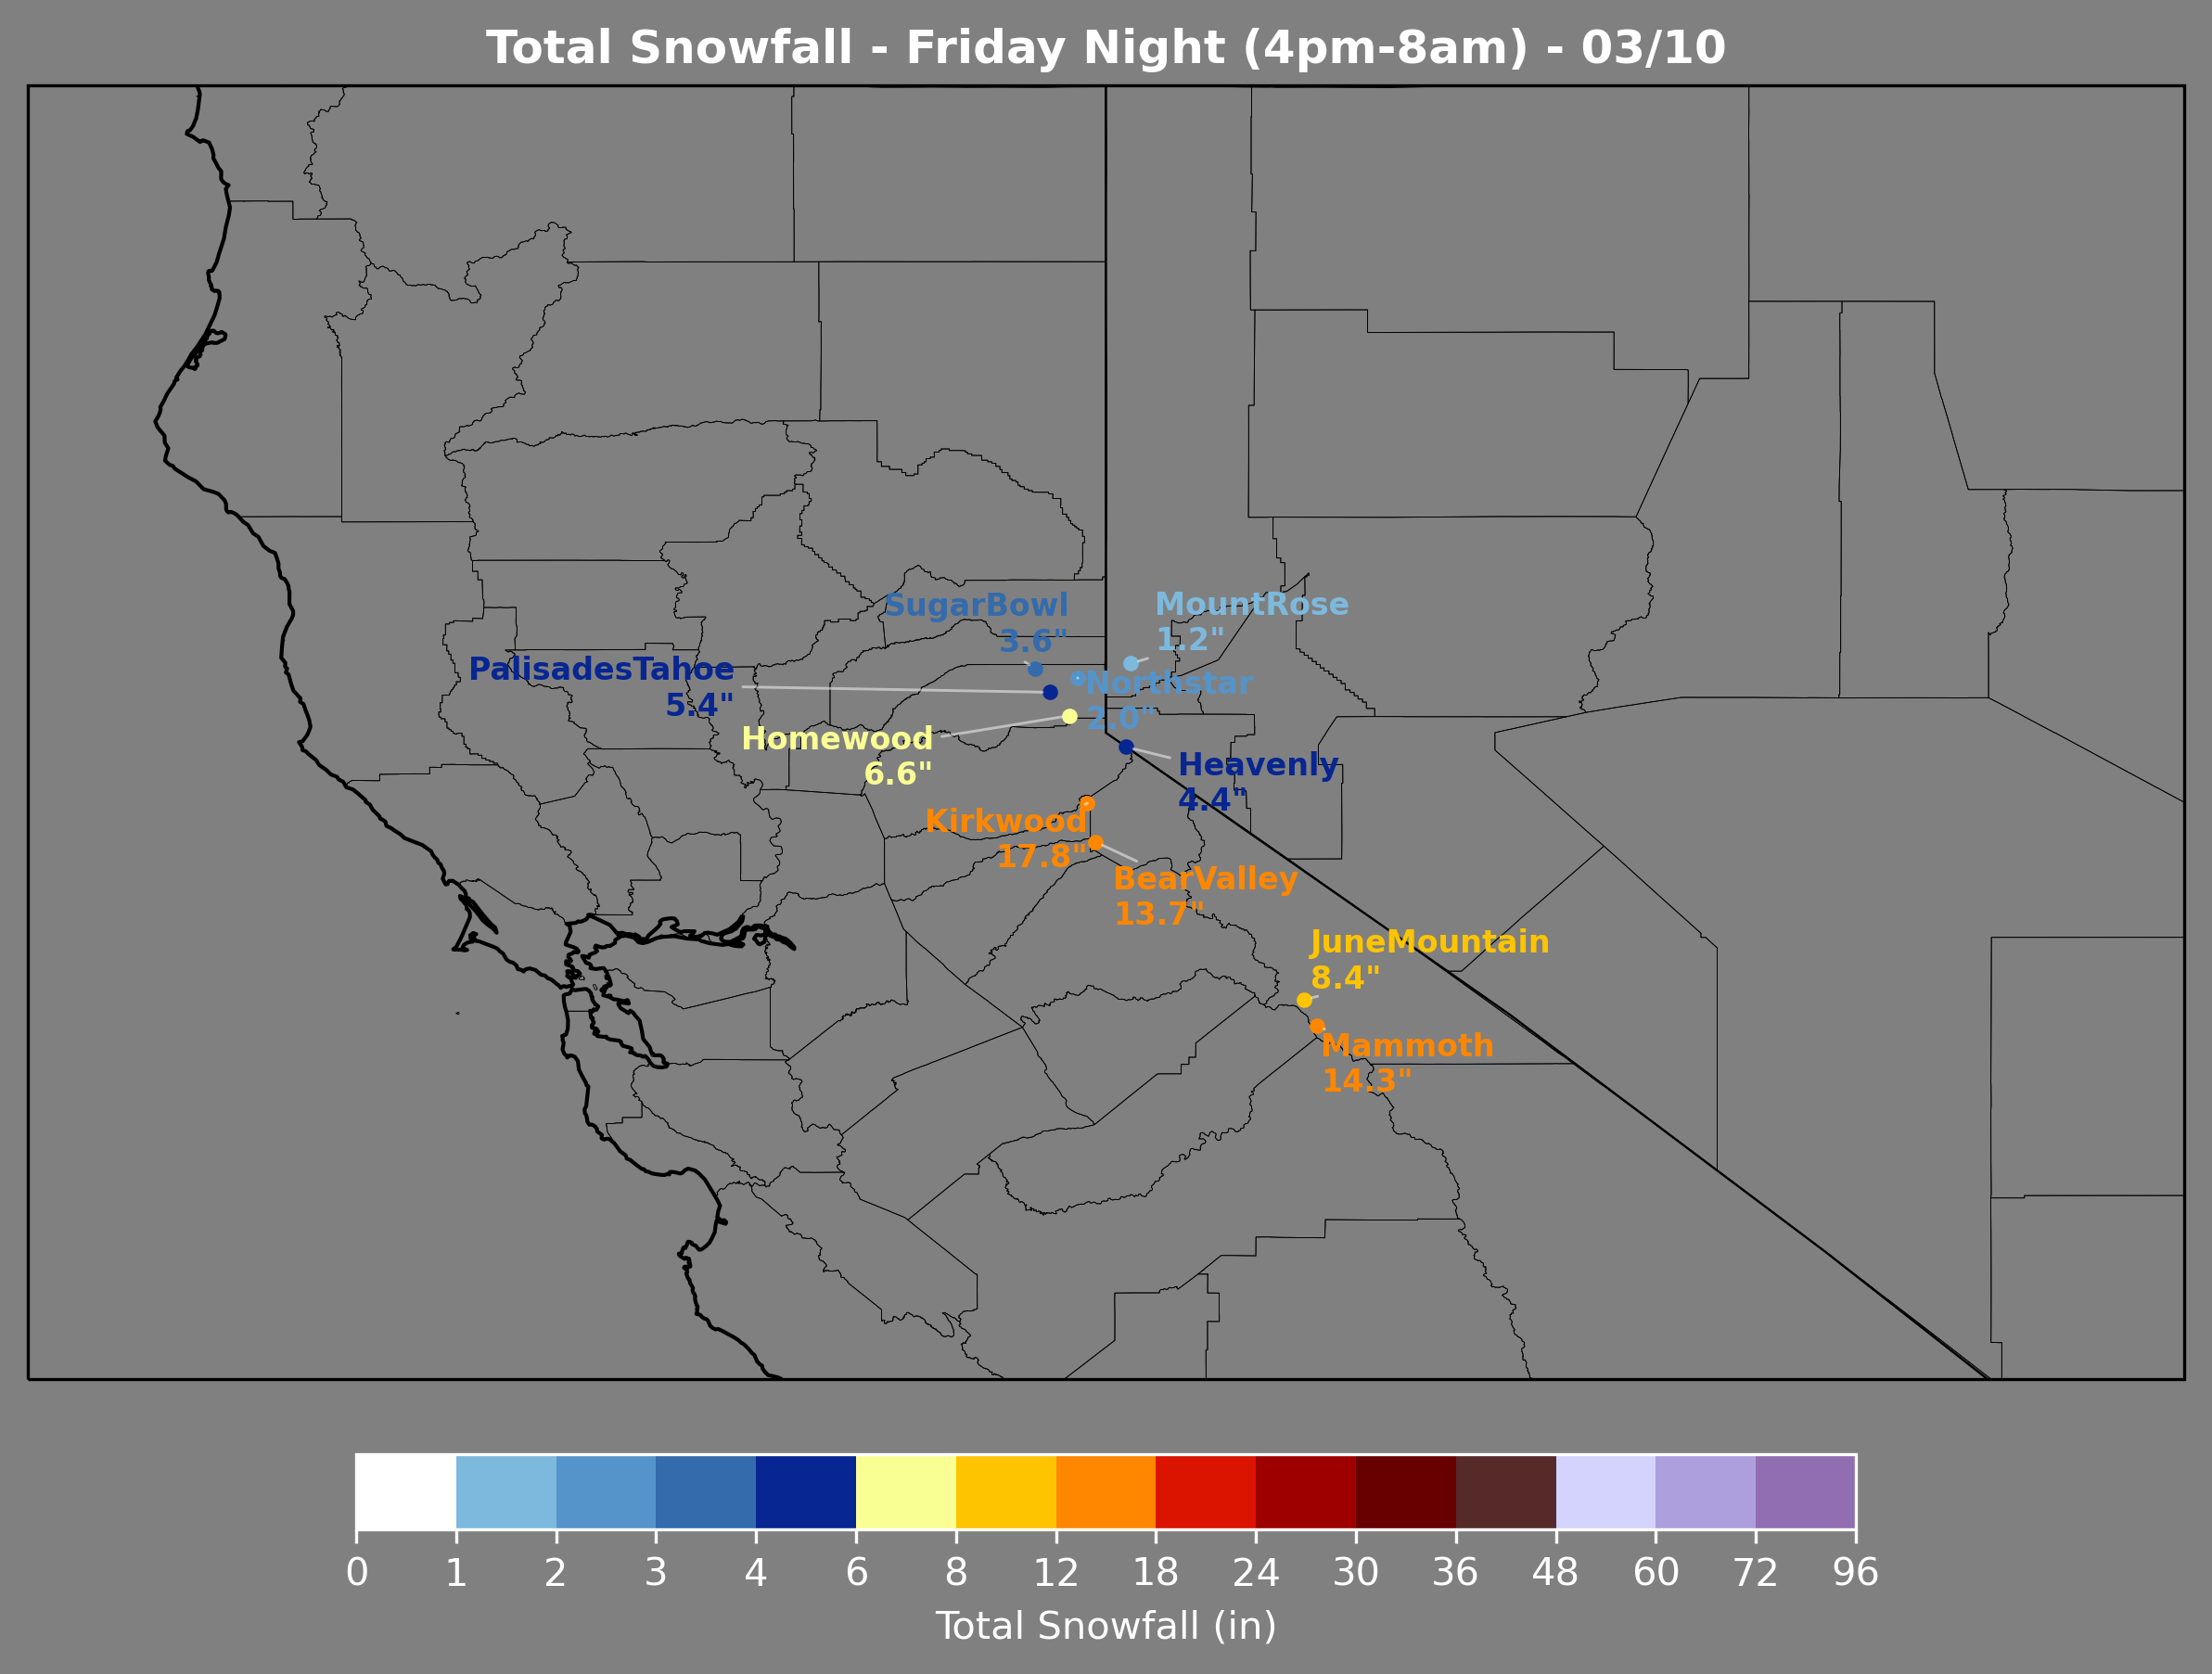 Total Snowfall - Friday Night (4pm-8am) - 03/10
SugarBowl
3.6"
MountRose
1.2"
PalisadesTahoe
5.4"
Northstar
2.0"
Homewood
6.6"
Heavenly
4.4"
Kirkwood
17.8"
BearValley
13.7"
JuneMountain
8.4"
Mammoth
14.3"
0 1 2 3 4 6 8 12 18 24 30 36 48 60 72 96
Total Snowfall (in)